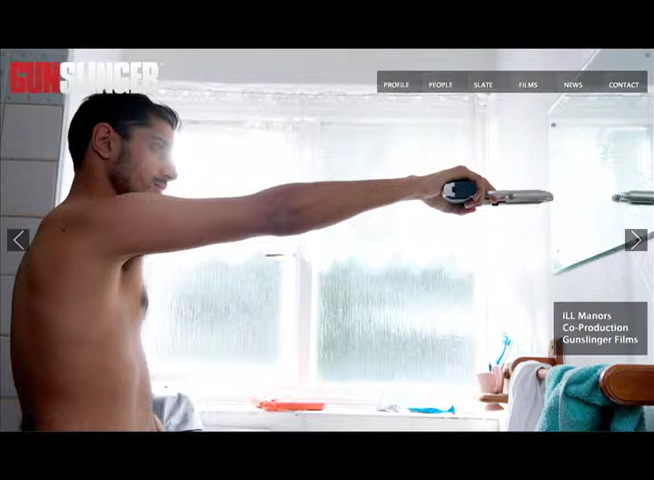 GUNSLINGER
PROFILE PEOPLE SLATE FILMS NEWS CONTACT
iLL Manors
Co-Production
Gunslinger Films